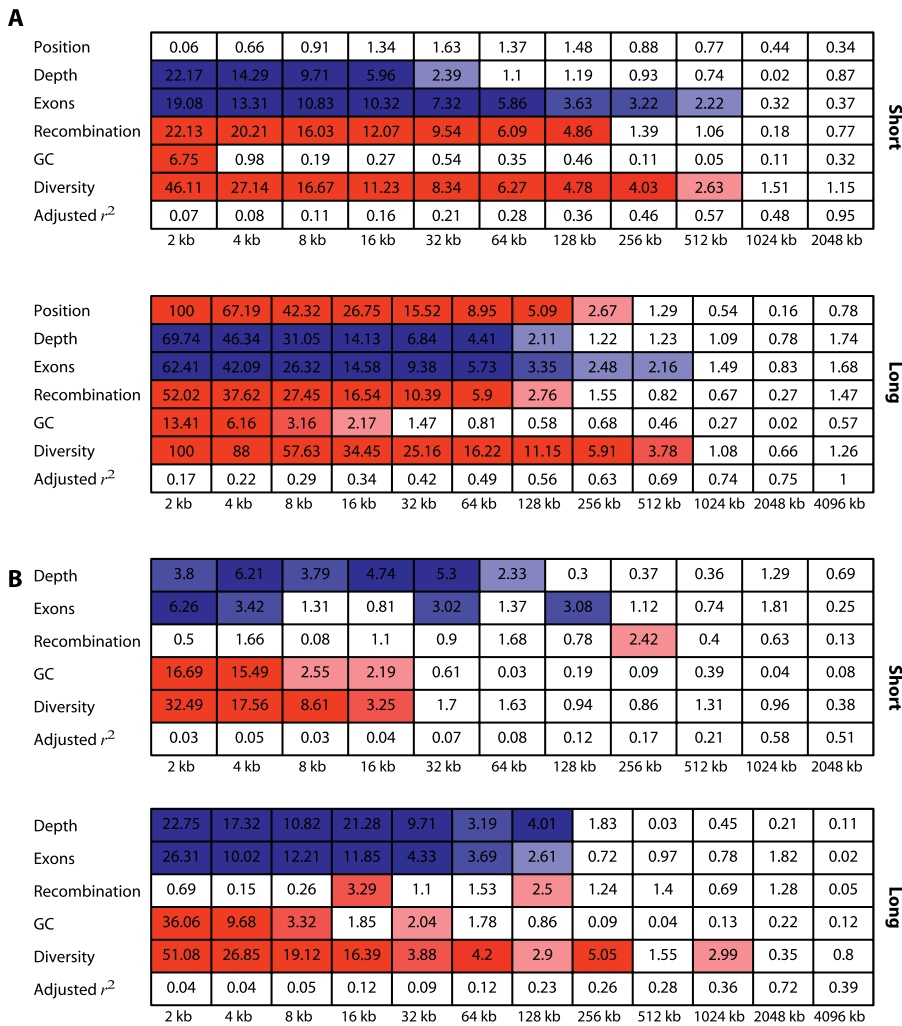 A
Position 0.06 0.66 0.91 1.34 1.63 1.37 1.48 0.88 0.77 0.44 0.34
Depth 22.17 14.29 9.71 5.96 2.39 1.1 1.19 0.93 0.74 0.02 0.87
Exons 19.08 13.31 10.83 10.32 7.32 5.86 3.63 3.22 2.22 0.32 0.37
Recombination 22.13 20.21 16.03 12.07 9.54 6.09 4.86 1.39 1.06 0.18 0.77
GC 6.75 0.98 0.19 0.27 0.54 0.35 0.46 0.11 0.05 0.11 0.32
Diversity 46.11 27.14 16.67 11.23 8.34 6.27 4.78 4.03 2.63 1.51 1.15
Adjusted r² 0.07 0.08 0.11 0.16 0.21 0.28 0.36 0.46 0.57 0.48 0.95
2 kb 4 kb 8 kb 16 kb 32 kb 64 kb 128 kb 256 kb 512 kb 1024 kb 2048 kb
Short
Position 100 67.19 42.32 26.75 15.52 8.95 5.09 2.67 1.29 0.54 0.16 0.78
Depth 69.74 46.34 31.05 14.13 6.84 4.41 2.11 1.22 1.23 1.09 0.78 1.74
Exons 62.41 42.09 26.32 14.58 9.38 5.73 3.35 2.48 2.16 1.49 0.83 1.68
Recombination 52.02 37.62 27.45 16.54 10.39 5.9 2.76 1.55 0.82 0.67 0.27 1.47
GC 13.41 6.16 3.16 2.17 1.47 0.81 0.58 0.68 0.46 0.27 0.02 0.57
Diversity 100 88 57.63 34.45 25.16 16.22 11.15 5.91 3.78 1.08 0.66 1.26
Adjusted r² 0.17 0.22 0.29 0.34 0.42 0.49 0.56 0.63 0.69 0.74 0.75 1
2 kb 4 kb 8 kb 16 kb 32 kb 64 kb 128 kb 256 kb 512 kb 1024 kb 2048 kb 4096 kb
Long
B
Depth 3.8 6.21 3.79 4.74 5.3 2.33 0.3 0.37 0.36 1.29 0.69
Exons 6.26 3.42 1.31 0.81 3.02 1.37 3.08 1.12 0.74 1.81 0.25
Recombination 0.5 1.66 0.08 1.1 0.9 1.68 0.78 2.42 0.4 0.63 0.13
GC 16.69 15.49 2.55 2.19 0.61 0.03 0.19 0.09 0.39 0.04 0.08
Diversity 32.49 17.56 8.61 3.25 1.7 1.63 0.94 0.86 1.31 0.96 0.38
Adjusted r² 0.03 0.05 0.03 0.04 0.07 0.08 0.12 0.17 0.21 0.58 0.51
2 kb 4 kb 8 kb 16 kb 32 kb 64 kb 128 kb 256 kb 512 kb 1024 kb 2048 kb
Short
Depth 22.75 17.32 10.82 21.28 9.71 3.19 4.01 1.83 0.03 0.45 0.21 0.11
Exons 26.31 10.02 12.21 11.85 4.33 3.69 2.61 0.72 0.97 0.78 1.82 0.02
Recombination 0.69 0.15 0.26 3.29 1.1 1.53 2.5 1.24 1.4 0.69 1.28 0.05
GC 36.06 9.68 3.32 1.85 2.04 1.78 0.86 0.09 0.04 0.13 0.22 0.12
Diversity 51.08 26.85 19.12 16.39 3.88 4.2 2.9 5.05 1.55 2.99 0.35 0.8
Adjusted r² 0.04 0.04 0.05 0.12 0.09 0.12 0.23 0.26 0.28 0.36 0.72 0.39
2 kb 4 kb 8 kb 16 kb 32 kb 64 kb 128 kb 256 kb 512 kb 1024 kb 2048 kb 4096 kb
Long